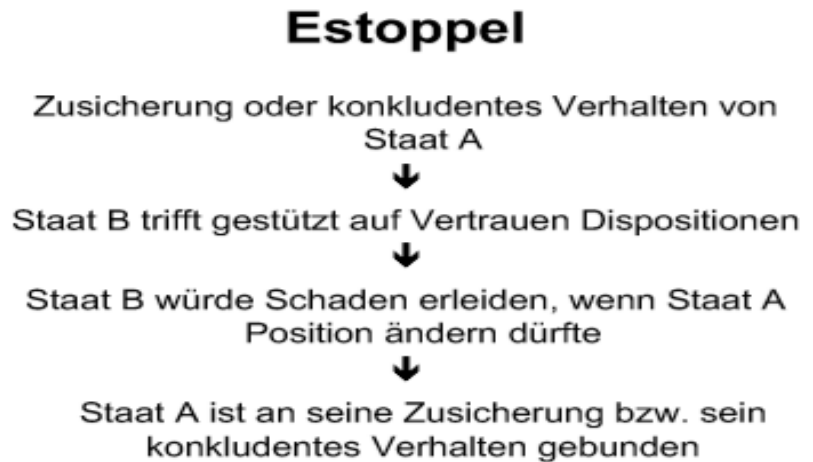 Estoppel
Zusicherung oder konkludentes Verhalten von
Staat A
Staat B trifft gestützt auf Vertrauen Dispositionen
Staat B würde Schaden erleiden, wenn Staat A
Position ändern dürfte
Staat A ist an seine Zusicherung bzw. sein
konkludentes Verhalten gebunden